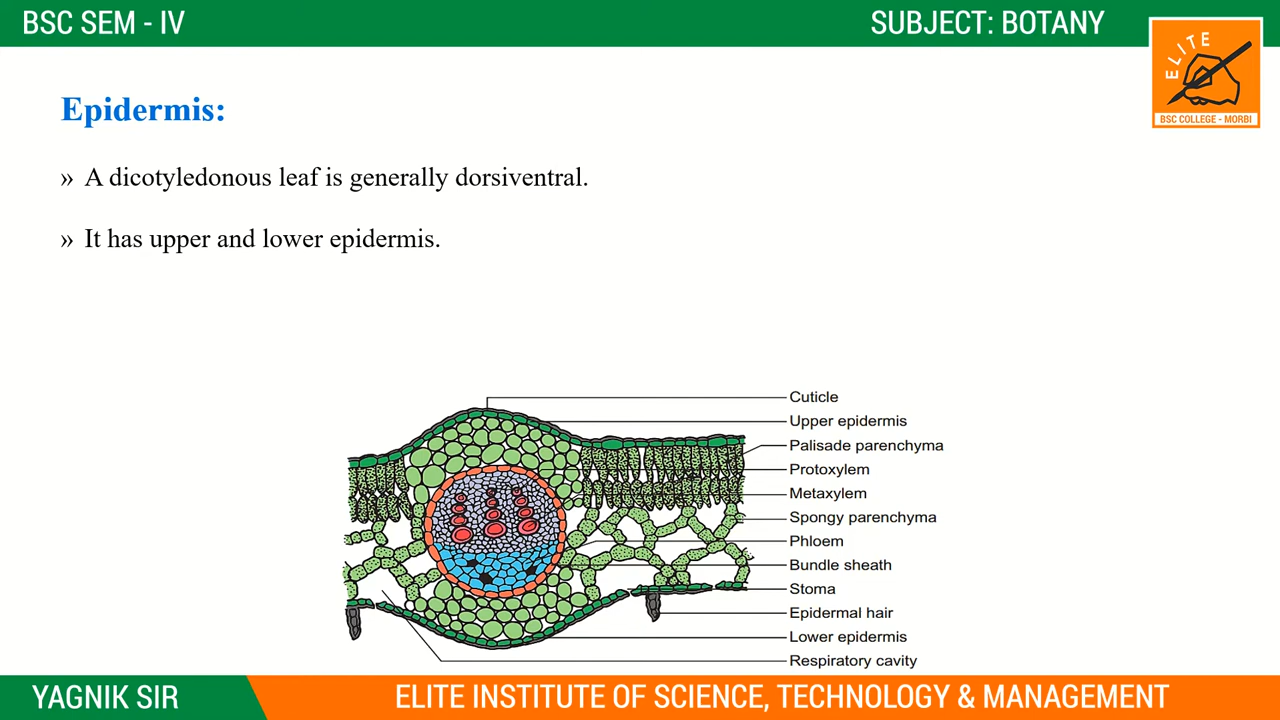 BSC SEM - IV
SUBJECT: BOTANY
ELITE
BSC COLLEGE - MORBI
Epidermis:
» A dicotyledonous leaf is generally dorsiventral.
» It has upper and lower epidermis.
Cuticle
Upper epidermis
Palisade parenchyma
Protoxylem
Metaxylem
Spongy parenchyma
Phloem
Bundle sheath
Stoma
Epidermal hair
Lower epidermis
Respiratory cavity
YAGNIK SIR
ELITE INSTITUTE OF SCIENCE, TECHNOLOGY & MANAGEMENT